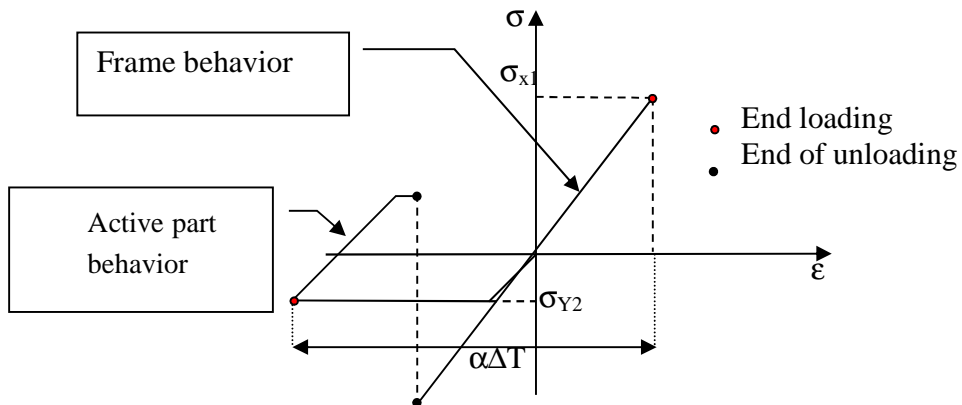 σ
Frame behavior
σx1
End loading
End of unloading
Active part
behavior
ε
σY2
αΔT